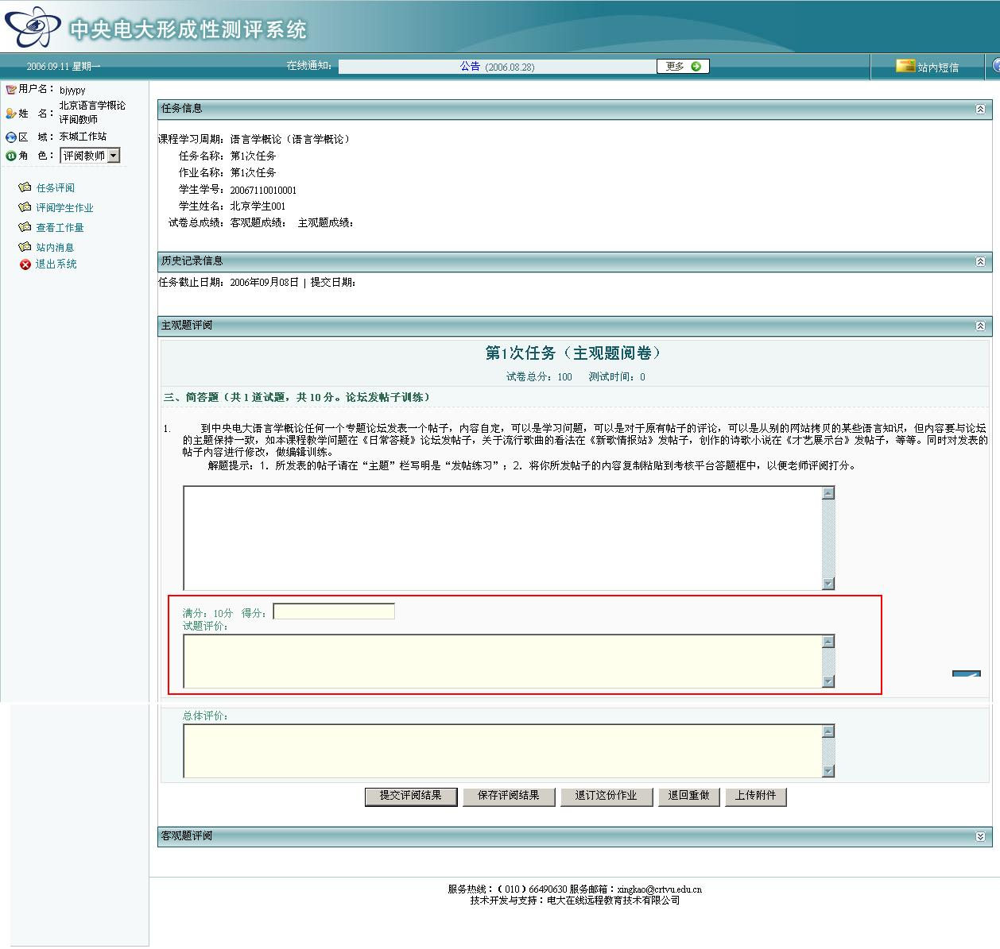 中央电大形成性测评系统
2006.09.11 星期一
在线通知：
公告 (2006.08.28)
更多
站内短信
用户名： bjyypy
姓 名： 北京语言学概论
评阅教师
区 域： 东城工作站
角 色： 评阅教师
任务评阅
评阅学生作业
查看工作量
站内消息
退出系统
任务信息
课程学习周期：语言学概论（语言学概论）
任务名称：第1次任务
作业名称：第1次任务
学生学号：20067110010001
学生姓名：北京学生001
试卷总成绩：客观题成绩： 主观题成绩：
历史记录信息
任务截止日期：2006年09月08日 | 提交日期：
主观题评阅
第1次任务（主观题阅卷）
试卷总分：100 测试时间：0
三、简答题（共 1 道试题，共 10 分。论坛发帖子训练）
1. 到中央电大语言学概论任何一个专题论坛发表一个帖子，内容自定，可以是学习问题，可以是对于原有帖子的评论，可以是从别的网站拷贝的某些语言知识，但内容要与论坛
的主题保持一致，如本课程教学问题在《日常答疑》论坛发帖子，关于流行歌曲的看法在《新歌情报站》发帖子，创作的诗歌小说在《才艺展示台》发帖子，等等。同时对发表的
帖子内容进行修改，做编辑训练。
解题提示：1．所发表的帖子请在“主题”栏写明是“发帖练习”；2．将你所发帖子的内容复制粘贴到考核平台答题框中，以便老师评阅打分。
满分：10分 得分：
试题评价：
总体评价：
提交评阅结果
保存评阅结果
退订这份作业
退回重做
上传附件
客观题评阅
服务热线：（010）66490630 服务邮箱：xingkao@crtvu.edu.cn
技术开发与支持：电大在线远程教育技术有限公司